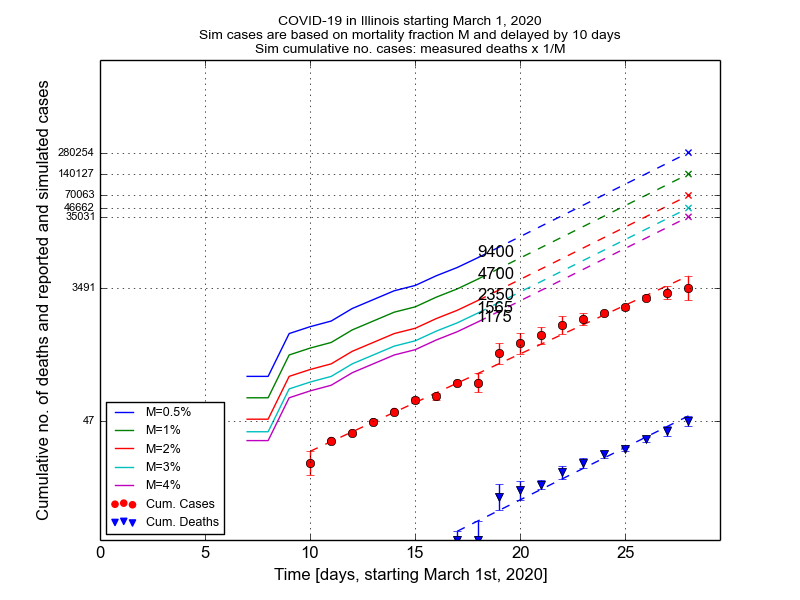 COVID-19 in Illinois starting March 1, 2020
Sim cases are based on mortality fraction M and delayed by 10 days
Sim cumulative no. cases: measured deaths x 1/M
Cumulative no. of deaths and reported and simulated cases
280254
140127
70063
46662
35031
3491
47
9400
4700
2350
1565
1175
M=0.5%
M=1%
M=2%
M=3%
M=4%
Cum. Cases
Cum. Deaths
0 5 10 15 20 25
Time [days, starting March 1st, 2020]